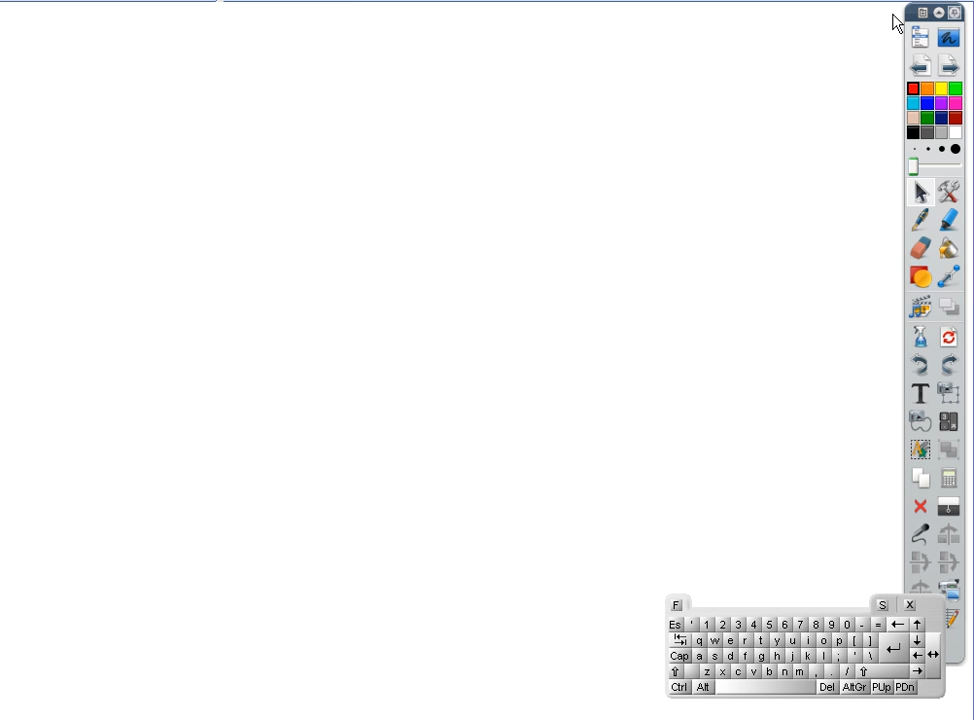 T
F S X
Es ' 1 2 3 4 5 6 7 8 9 0 - =
q w e r t y u i o p [ ]
Cap a s d f g h j k l ; ' \
z x c v b n m , . /
Ctrl Alt Del AltGr PUp PDn